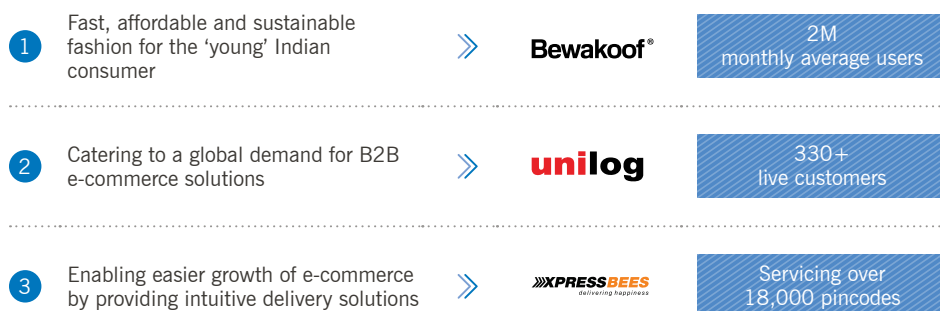 1
Fast, affordable and sustainable
fashion for the ‘young’ Indian
consumer
Bewakoof®
2M
monthly average users
2
Catering to a global demand for B2B
e-commerce solutions
unilog
330+
live customers
3
Enabling easier growth of e-commerce
by providing intuitive delivery solutions
XPRESSBEES
delivering happiness
Servicing over
18,000 pincodes